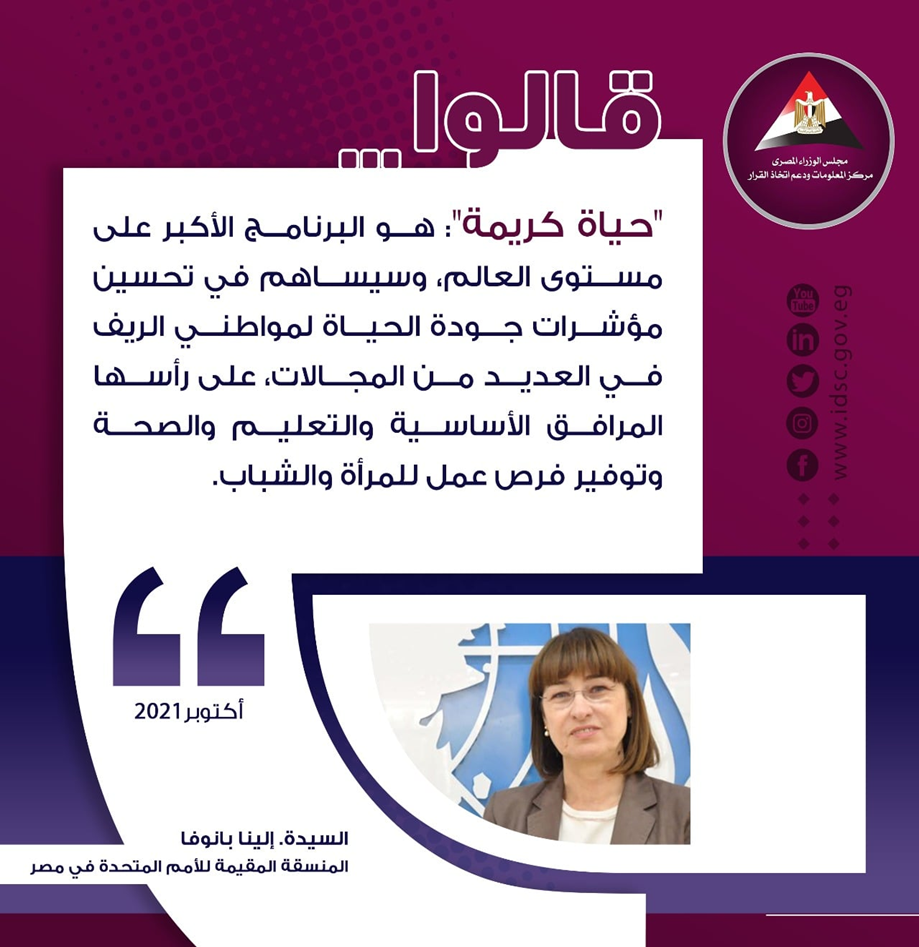 قالوا...
مجلس الوزراء المصرى
مركز المعلومات ودعم اتخاذ القرار
"حياة كريمة": هو البرنامج الأكبر على
مستوى العالم، وسيساهم في تحسين
مؤشرات جودة الحياة لمواطني الريف
في العديد من المجالات، على رأسها
المرافق الأساسية والتعليم والصحة
وتوفير فرص عمل للمرأة والشباب.
You
Tube
www.idsc.gov.eg
أكتوبر 2021
السيدة. إلينا بانوفا
المنسقة المقيمة للأمم المتحدة في مصر